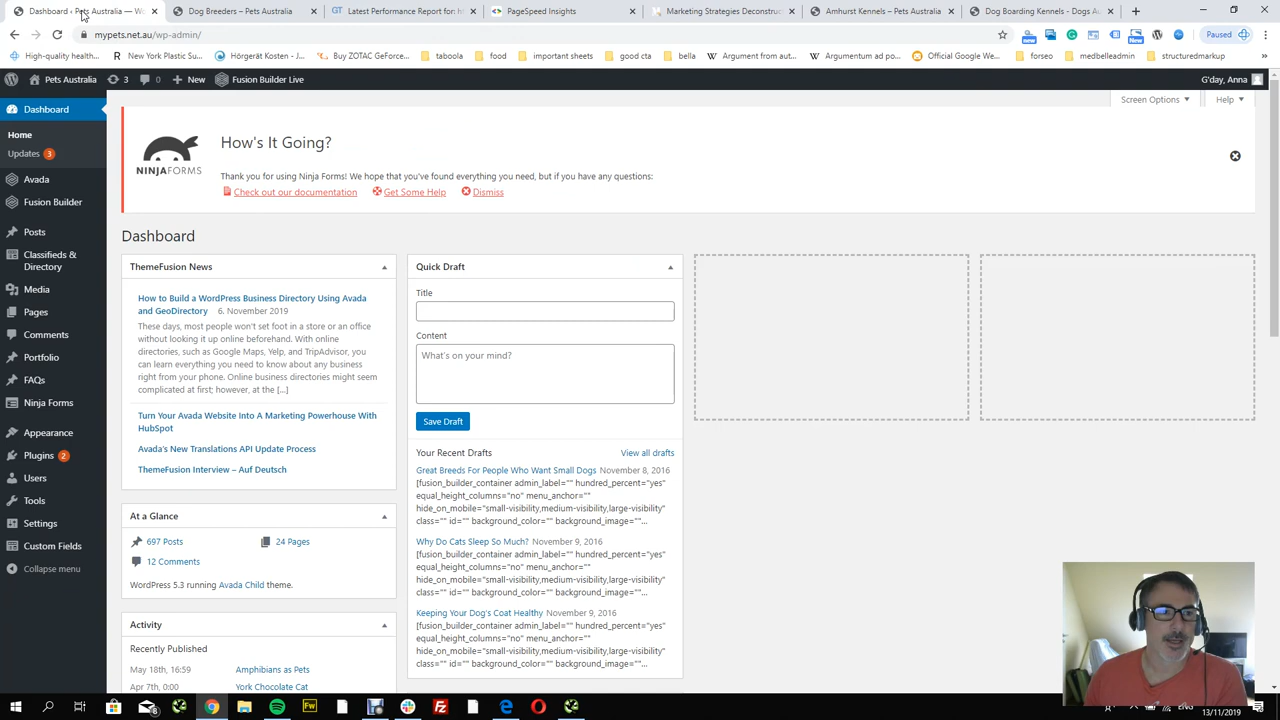 Dashboard ‹ Pets Australia — Wo
Dog Breeders – Pets Australia
Latest Performance Report for: h
PageSpeed Insights
Marketing Strategies Deconstruc
Amhurst Kennels – Pets Australia
Dog Boarding Kennels - Dogs Au
mypets.net.au/wp-admin/
Paused
High-quality health...
New York Plastic Su...
Hörgerät Kosten - ...
Buy ZOTAC GeForce...
taboola
food
important sheets
good cta
bella
Argument from aut...
Argumentum ad po...
Official Google We...
forseo
medbelleadmin
structuredmarkup
Pets Australia
3
0
New
Fusion Builder Live
G'day, Anna
Screen Options
Help
Dashboard
Home
Updates 3
Avada
Fusion Builder
Posts
Classifieds &
Directory
Media
Pages
Comments
Portfolio
FAQs
Ninja Forms
Appearance
Plugins 2
Users
Tools
Settings
Custom Fields
Collapse menu
NINJAFORMS
How's It Going?
Thank you for using Ninja Forms! We hope that you've found everything you need, but if you have any questions:
Check out our documentation
Get Some Help
Dismiss
Dashboard
ThemeFusion News
How to Build a WordPress Business Directory Using Avada
and GeoDirectory 6. November 2019
These days, most people won't set foot in a store or an office
without looking it up online beforehand. With online
directories, such as Google Maps, Yelp, and TripAdvisor, you
can learn everything you need to know about any business
right from your phone. Online business directories might seem
complicated at first; however, at the [...]
Turn Your Avada Website Into A Marketing Powerhouse With
HubSpot
Avada's New Translations API Update Process
ThemeFusion Interview – Auf Deutsch
At a Glance
697 Posts
24 Pages
12 Comments
WordPress 5.3 running Avada Child theme.
Activity
Recently Published
May 18th, 16:59
Amphibians as Pets
Apr 7th, 0:00
York Chocolate Cat
Quick Draft
Title
Content
What's on your mind?
Save Draft
Your Recent Drafts
View all drafts
Great Breeds For People Who Want Small Dogs November 8, 2016
[fusion_builder_container admin_label="" hundred_percent="yes"
equal_height_columns="no" menu_anchor=""
hide_on_mobile="small-visibility,medium-visibility,large-visibility"
class="" id="" background_color="" background_image=""...
Why Do Cats Sleep So Much? November 9, 2016
[fusion_builder_container admin_label="" hundred_percent="yes"
equal_height_columns="no" menu_anchor=""
hide_on_mobile="small-visibility,medium-visibility,large-visibility"
class="" id="" background_color="" background_image=""...
Keeping Your Dog's Coat Healthy November 9, 2016
[fusion_builder_container admin_label="" hundred_percent="yes"
equal_height_columns="no" menu_anchor=""
hide_on_mobile="small-visibility,medium-visibility,large-visibility"
class="" id="" background_color="" background_image=""...
13/11/2019